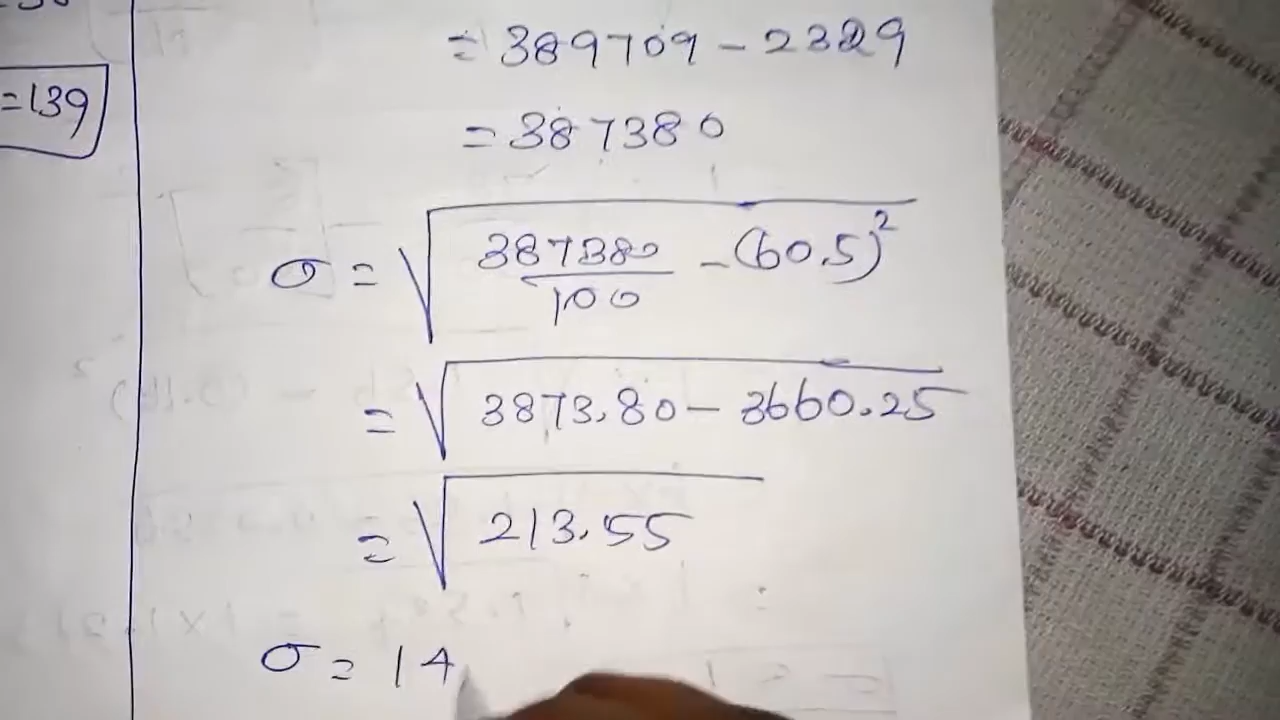 = 389709 - 2329
=139
= 387380
σ = √ 387380/100 - (60.5)²
= √ 3873.80 - 3660.25
= √ 213.55
σ = 14